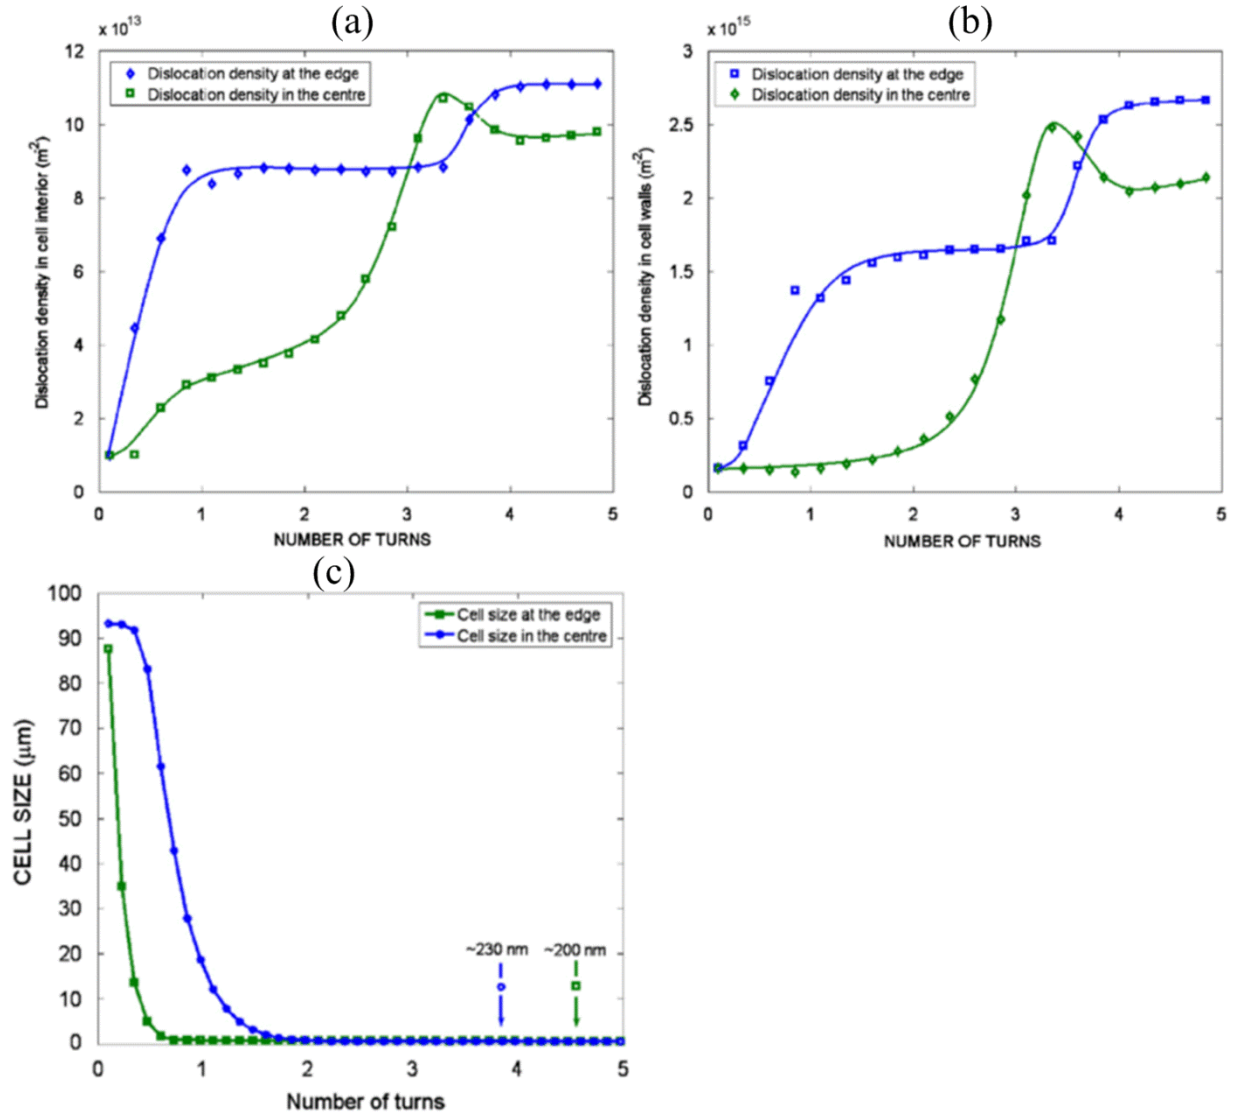 (a)
x 10¹³
Dislocation density at the edge
Dislocation density in the centre
Dislocation density in cell interior (m⁻²)
12
10
8
6
4
2
0
0 1 2 3 4 5
NUMBER OF TURNS
(b)
x 10¹⁵
Dislocation density at the edge
Dislocation density in the centre
Dislocation density in cell walls (m⁻²)
3
2.5
2
1.5
1
0.5
0
0 1 2 3 4 5
NUMBER OF TURNS
(c)
Cell size at the edge
Cell size in the centre
CELL SIZE (μm)
100
90
80
70
60
50
40
30
20
10
0
~230 nm ~200 nm
0 1 2 3 4 5
Number of turns